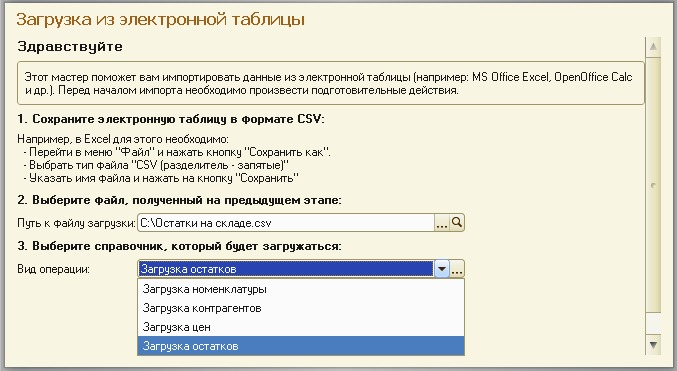 Загрузка из электронной таблицы
Здравствуйте
Этот мастер поможет вам импортировать данные из электронной таблицы (например: MS Office Excel, OpenOffice Calc
и др.). Перед началом импорта необходимо произвести подготовительные действия.
1. Сохраните электронную таблицу в формате CSV:
Например, в Excel для этого необходимо:
- Перейти в меню "Файл" и нажать кнопку "Сохранить как".
- Выбрать тип файла "CSV (разделитель - запятые)"
- Указать имя Файла и нажать на кнопку "Сохранить"
2. Выберите файл, полученный на предыдущем этапе:
Путь к файлу загрузки: C:\Остатки на складе.csv ...
3. Выберите справочник, который будет загружаться:
Вид операции: Загрузка остатков ...
Загрузка номенклатуры
Загрузка контрагентов
Загрузка цен
Загрузка остатков